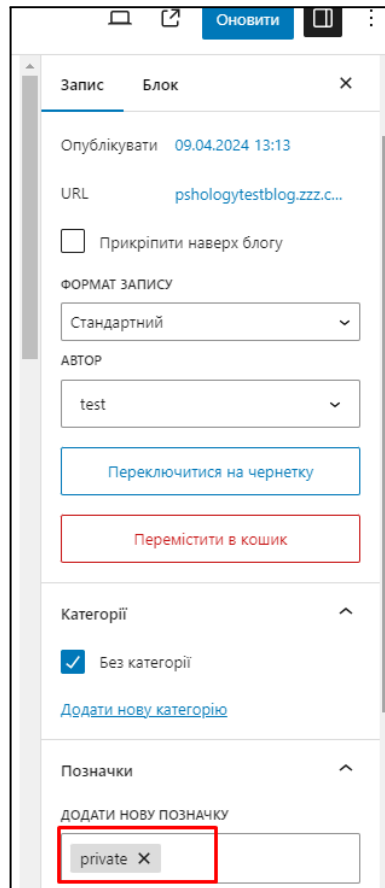 Оновити
Запис Блок
Опублікувати 09.04.2024 13:13
URL pshologytestblog.zzz.c...
Прикріпити наверх блогу
ФОРМАТ ЗАПИСУ
Стандартний
АВТОР
test
Переключитися на чернетку
Перемістити в кошик
Категорії
Без категорії
Додати нову категорію
Позначки
ДОДАТИ НОВУ ПОЗНАЧКУ
private